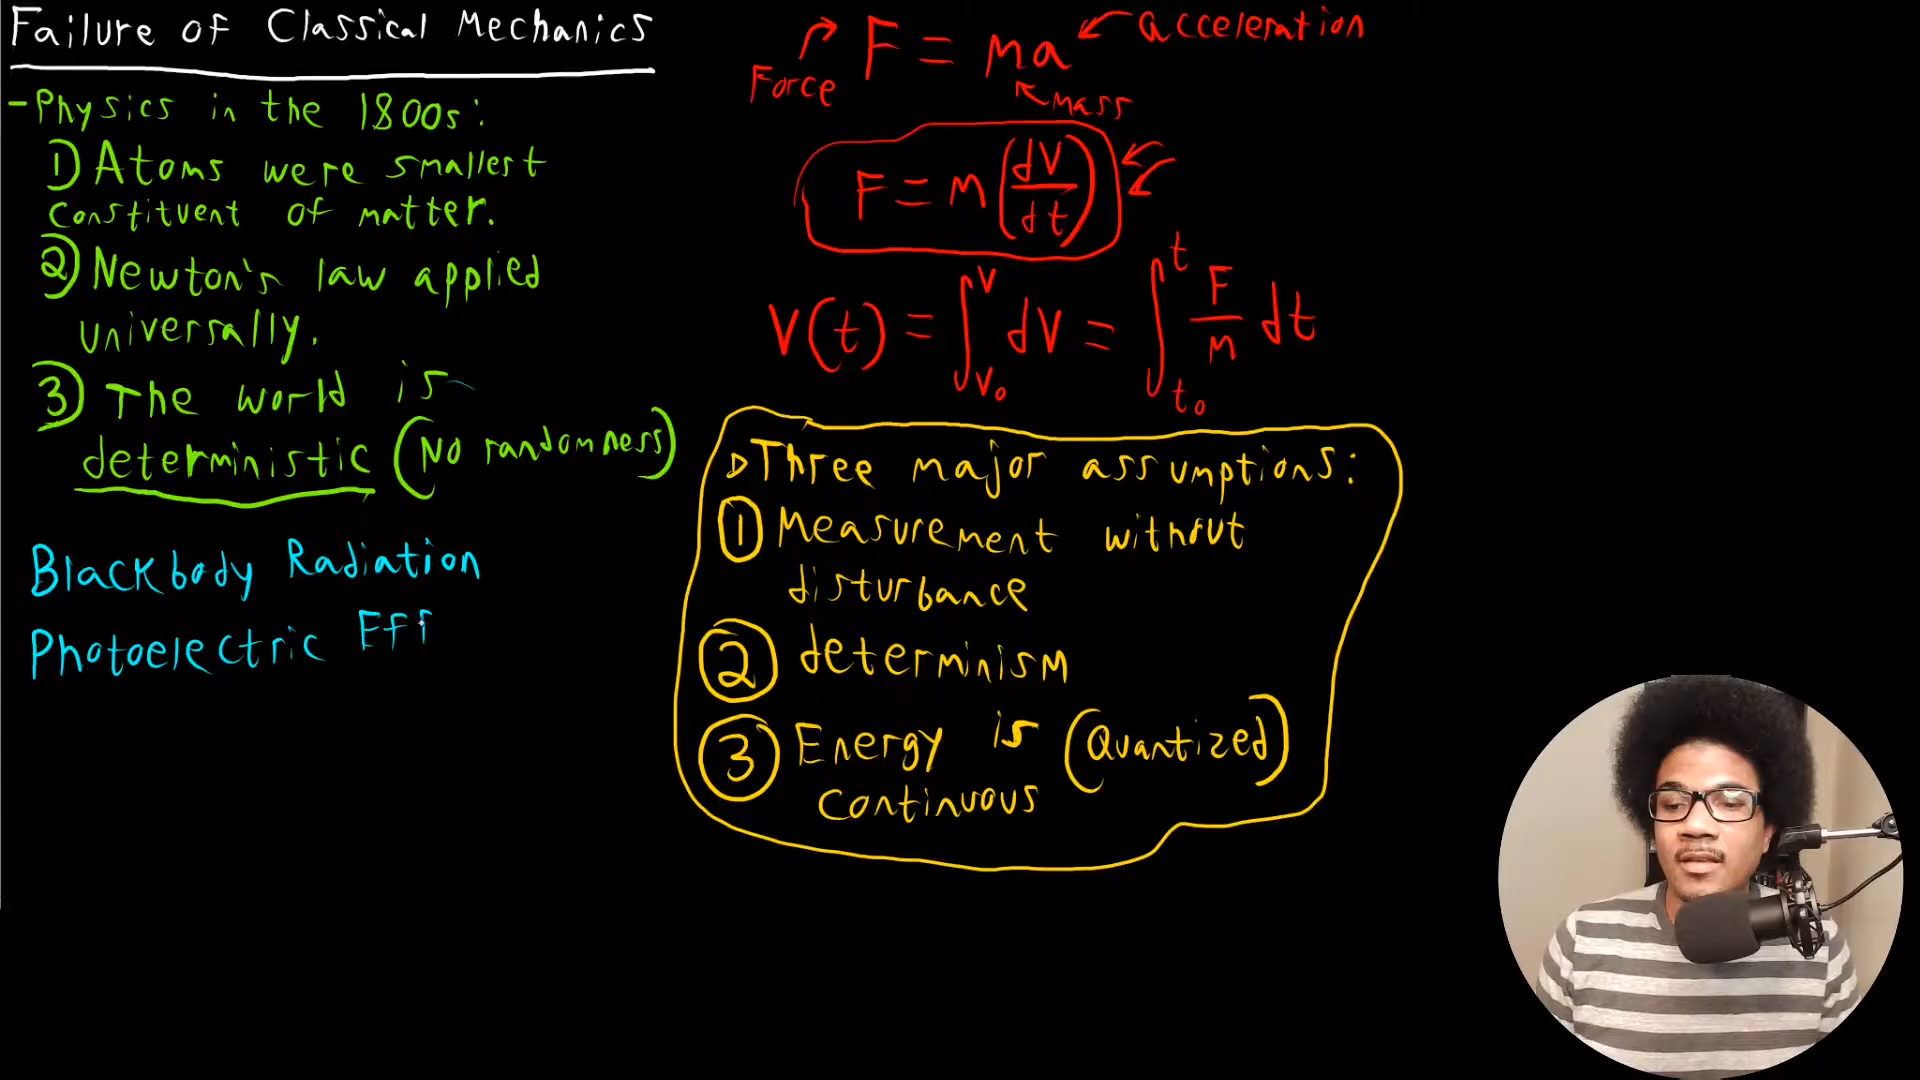 Failure of Classical Mechanics
-Physics in the 1800s:
1) Atoms were smallest
constituent of matter.
2) Newton's law applied
universally.
3) The world is
deterministic (No randomness)
Blackbody Radiation
Photoelectric Eff
F = ma
acceleration
Force
mass
F = m(dV/dt)
V(t) = ∫_{V₀}^{V} dV = ∫_{t₀}^{t} F/m dt
▷Three major assumptions:
① Measurement without
disturbance
② determinism
③ Energy is (Quantized)
continuous